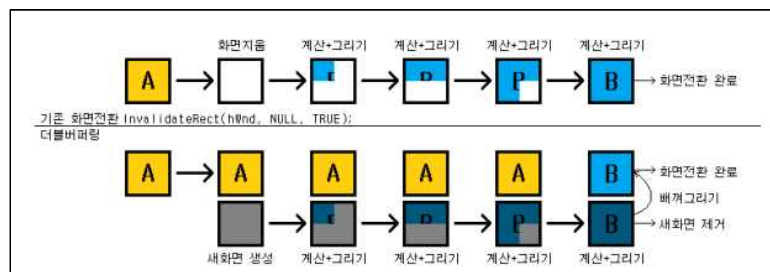 화면지움 계산+그리기 계산+그리기 계산+그리기 계산+그리기
A B B B B
화면전환 완료
기존 화면전환 InvalidateRect(hWnd, NULL, TRUE);
더블버퍼링
A A A A A B
화면전환 완료
배껴그리기
B B B B
새화면 제거
새화면 생성 계산+그리기 계산+그리기 계산+그리기 계산+그리기